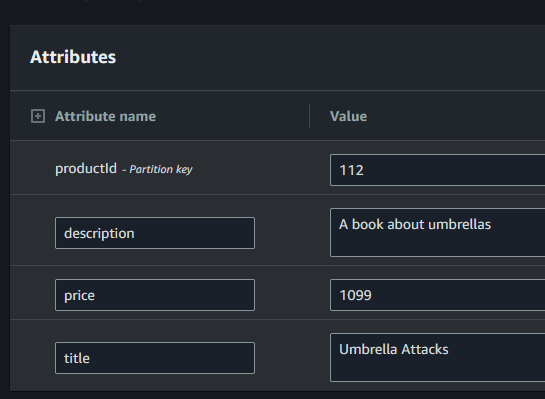 Attributes
Attribute name Value
productId - Partition key 112
description A book about umbrellas
price 1099
title Umbrella Attacks